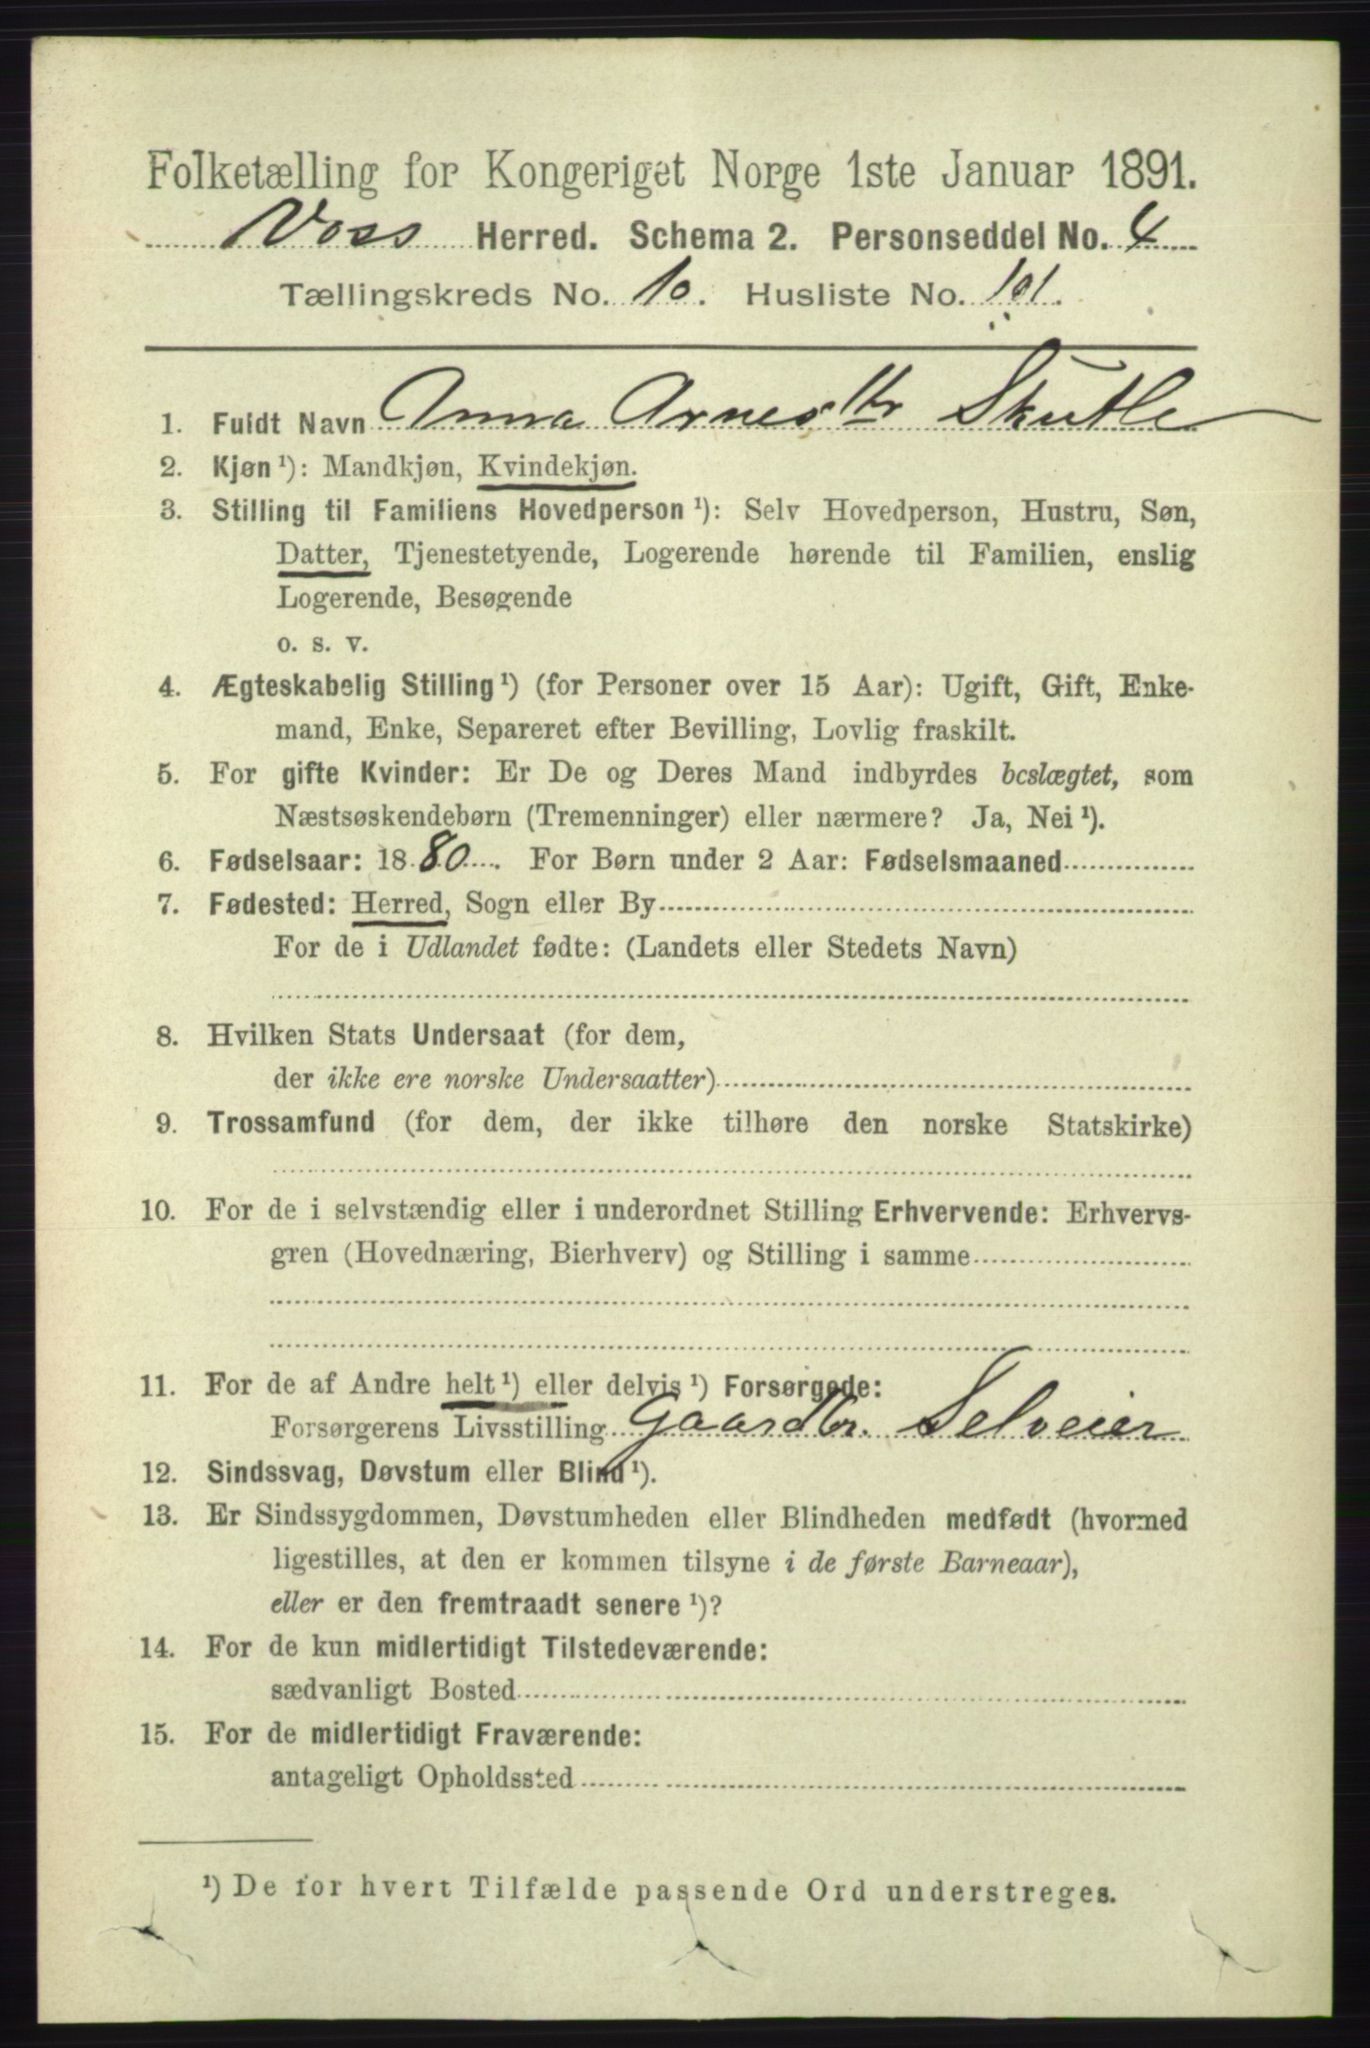 Folketælling for Kongeriget Norge 1ste Januar 1891.
Voss Herred. Schema 2. Personseddel No. 4
Tællingskreds No. 10. Husliste No. 101.
1. Fuldt Navn Anna Arnesdtr Skutle
2. Kjøn ¹): Mandkjøn, Kvindekjøn.
3. Stilling til Familiens Hovedperson ¹): Selv Hovedperson, Hustru, Søn,
Datter, Tjenestetyende, Logerende hørende til Familien, enslig
Logerende, Besøgende
o. s. v.
4. Ægteskabelig Stilling ¹) (for Personer over 15 Aar): Ugift, Gift, Enke-
mand, Enke, Separeret efter Bevilling, Lovlig fraskilt.
5. For gifte Kvinder: Er De og Deres Mand indbyrdes beslægtet, som
Næstsøskendebørn (Tremenninger) eller nærmere? Ja, Nei ¹).
6. Fødselsaar: 1880. For Børn under 2 Aar: Fødselsmaaned
7. Fødested: Herred, Sogn eller By
For de i Udlandet fødte: (Landets eller Stedets Navn)
8. Hvilken Stats Undersaat (for dem,
der ikke ere norske Undersaatter)
9. Trossamfund (for dem, der ikke tilhøre den norske Statskirke)
10. For de i selvstændig eller i underordnet Stilling Erhvervende: Erhvervs-
gren (Hovednæring, Bierhverv) og Stilling i samme
11. For de af Andre helt ¹) eller delvis ¹) Forsørgede:
Forsørgerens Livsstilling Gaardbr. Selveier
12. Sindssvag, Døvstum eller Blind ¹).
13. Er Sindssygdommen, Døvstumheden eller Blindheden medfødt (hvormed
ligestilles, at den er kommen tilsyne i de første Barneaar),
eller er den fremtraadt senere ¹)?
14. For de kun midlertidigt Tilstedeværende:
sædvanligt Bosted
15. For de midlertidigt Fraværende:
antageligt Opholdssted
¹) De for hvert Tilfælde passende Ord understreges.